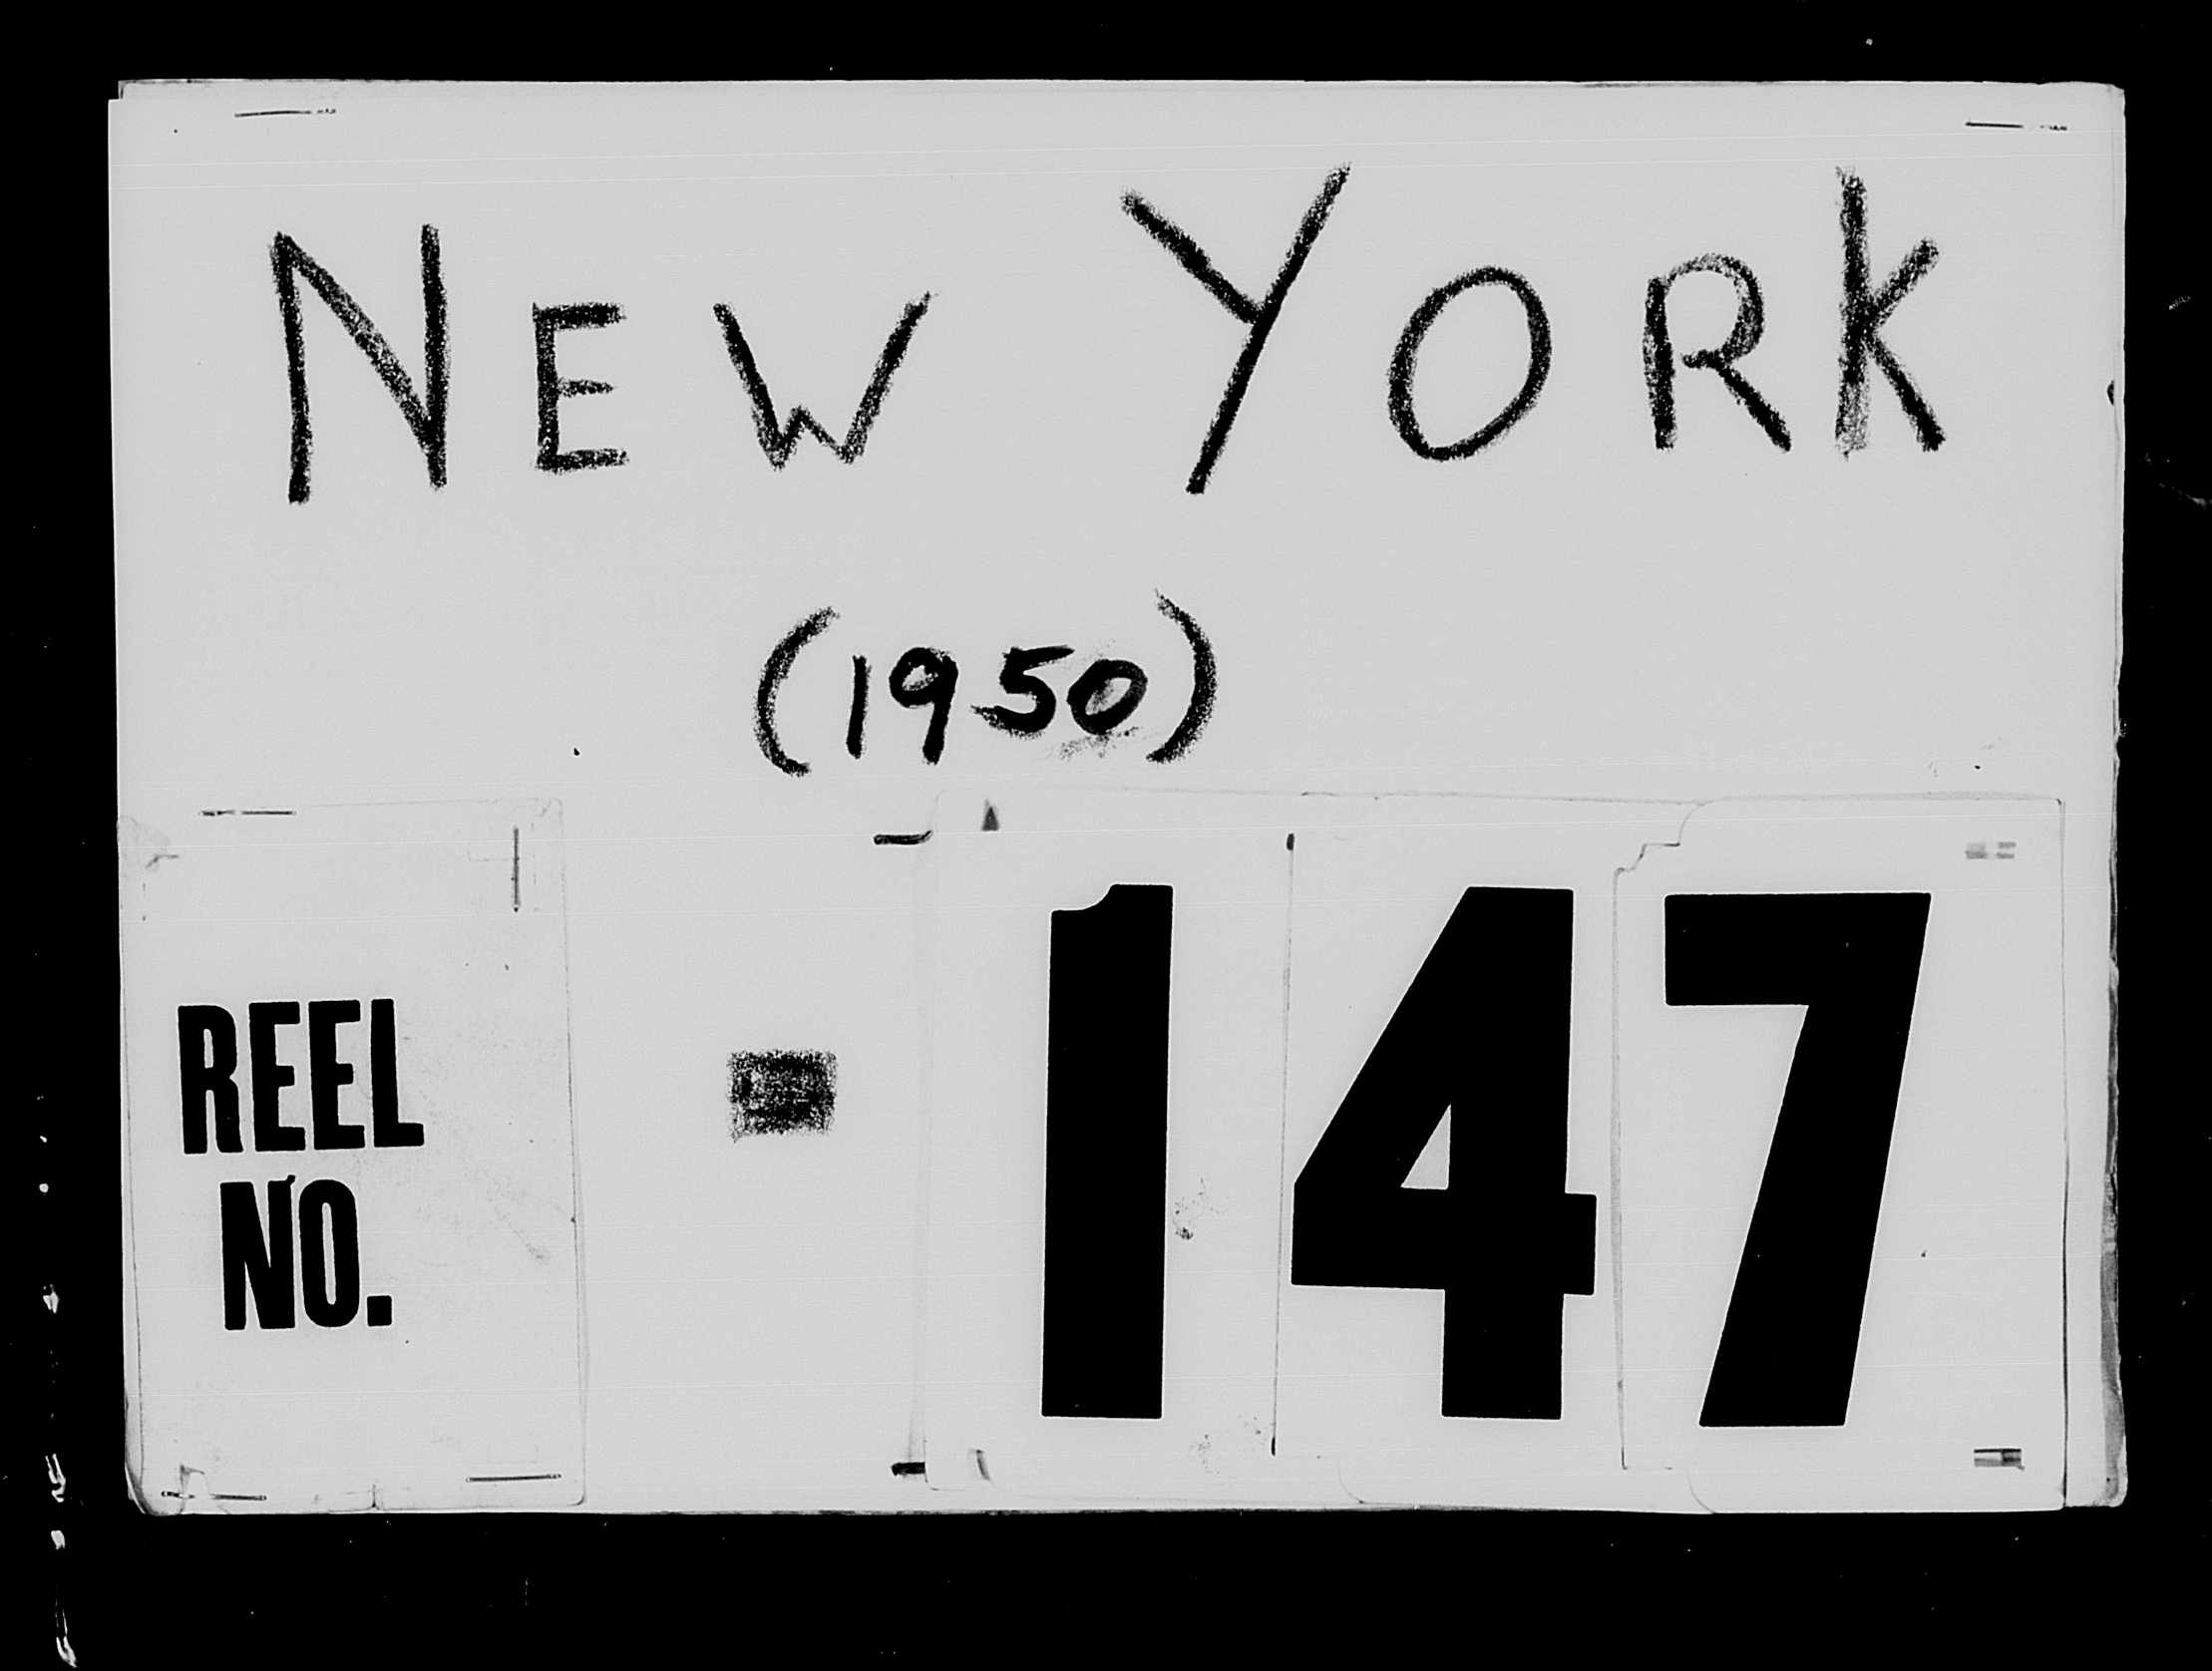 NEW YORK
(1950)
REEL
NO.
- 147